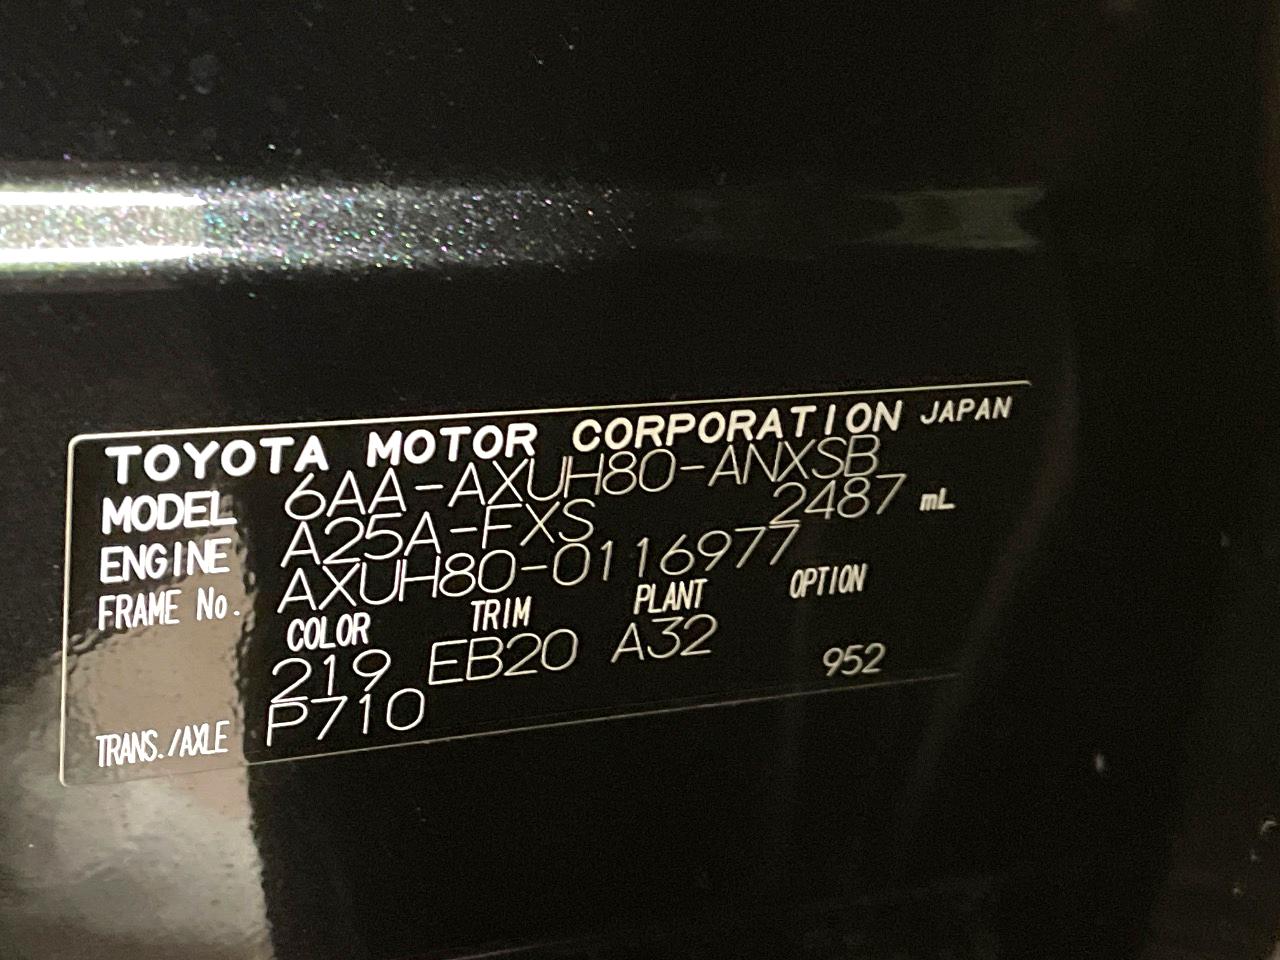 TOYOTA MOTOR CORPORATION JAPAN
MODEL 6AA-AXUH80-ANXSB
ENGINE A25A-FXS 2487 mL
FRAME No. AXUH80-0116977
COLOR TRIM PLANT OPTION
219 EB20 A32 952
TRANS./AXLE P710